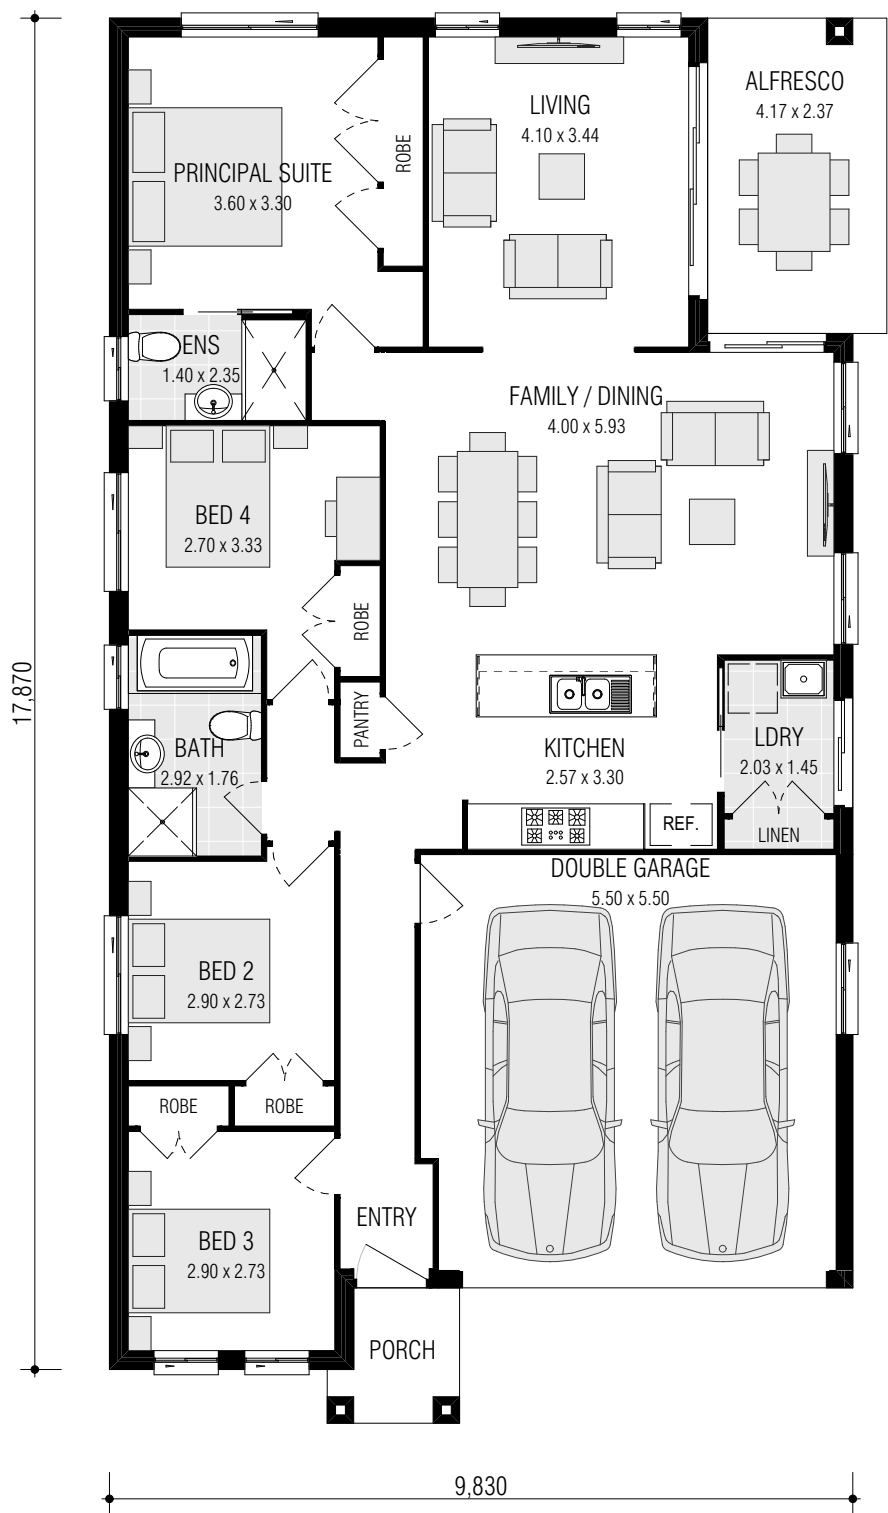 PRINCIPAL SUITE
3.60 x 3.30
ROBE
LIVING
4.10 x 3.44
ALFRESCO
4.17 x 2.37
ENS
1.40 x 2.35
FAMILY / DINING
4.00 x 5.93
BED 4
2.70 x 3.33
ROBE
PANTRY
17,870
BATH
2.92 x 1.76
KITCHEN
2.57 x 3.30
LDRY
2.03 x 1.45
REF.
LINEN
DOUBLE GARAGE
5.50 x 5.50
BED 2
2.90 x 2.73
ROBE
ROBE
ENTRY
BED 3
2.90 x 2.73
PORCH
9,830